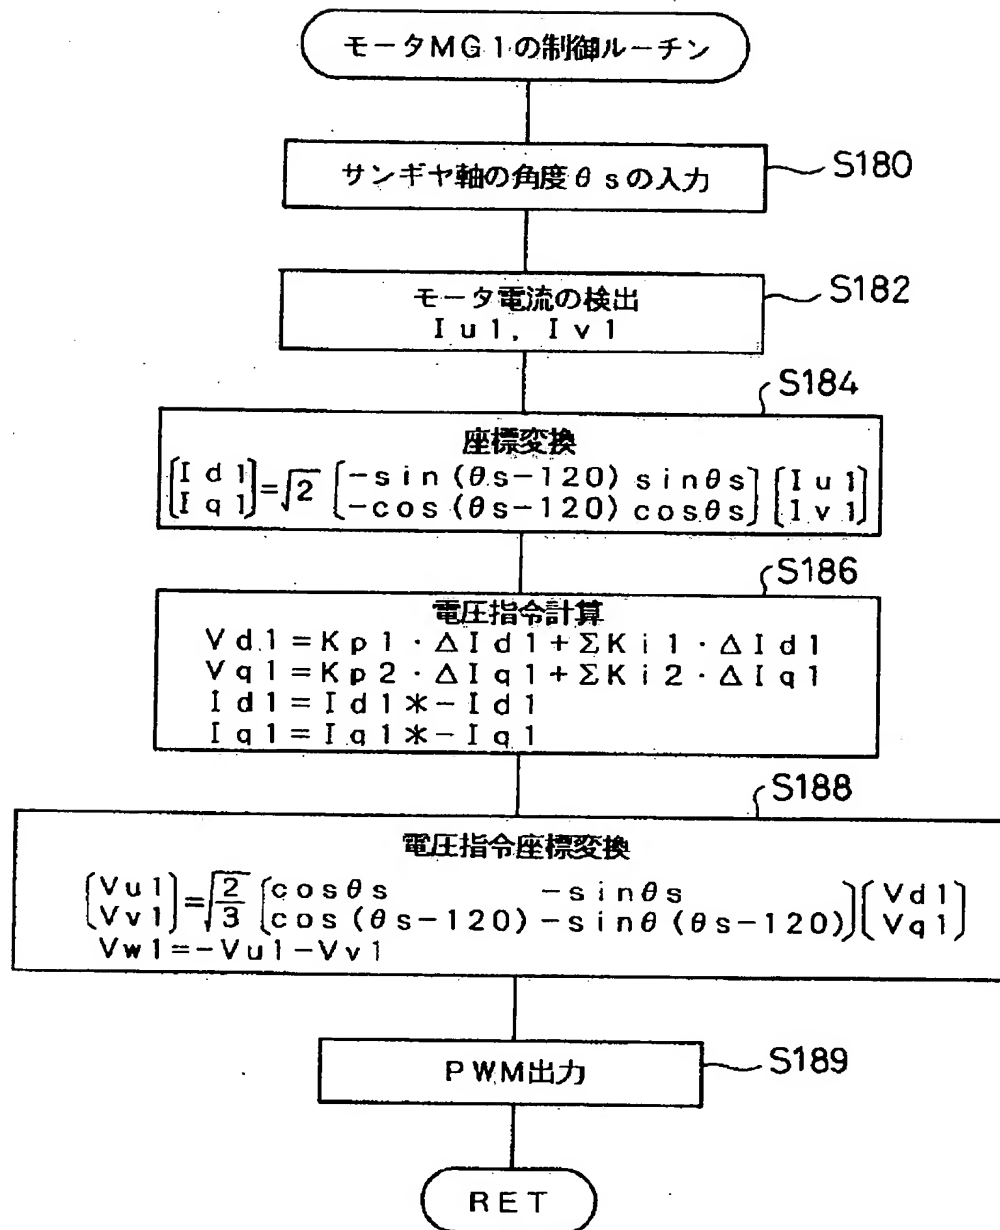 モータMG1の制御ルーチン
サンギヤ軸の角度θsの入力
S180
モータ電流の検出
Iu1, Iv1
S182
S184
座標変換
[Id1] = √2 [-sin(θs-120) sinθs] [Iu1]
[Iq1] [-cos(θs-120) cosθs] [Iv1]
S186
電圧指令計算
Vd1=Kp1・ΔId1+ΣKi1・ΔId1
Vq1=Kp2・ΔIq1+ΣKi2・ΔIq1
Id1=Id1*-Id1
Iq1=Iq1*-Iq1
S188
電圧指令座標変換
[Vu1] = √2/3 [cosθs -sinθs] [Vd1]
[Vv1] [cos(θs-120) -sinθ(θs-120)] [Vq1]
Vw1=-Vu1-Vv1
PWM出力
S189
RET